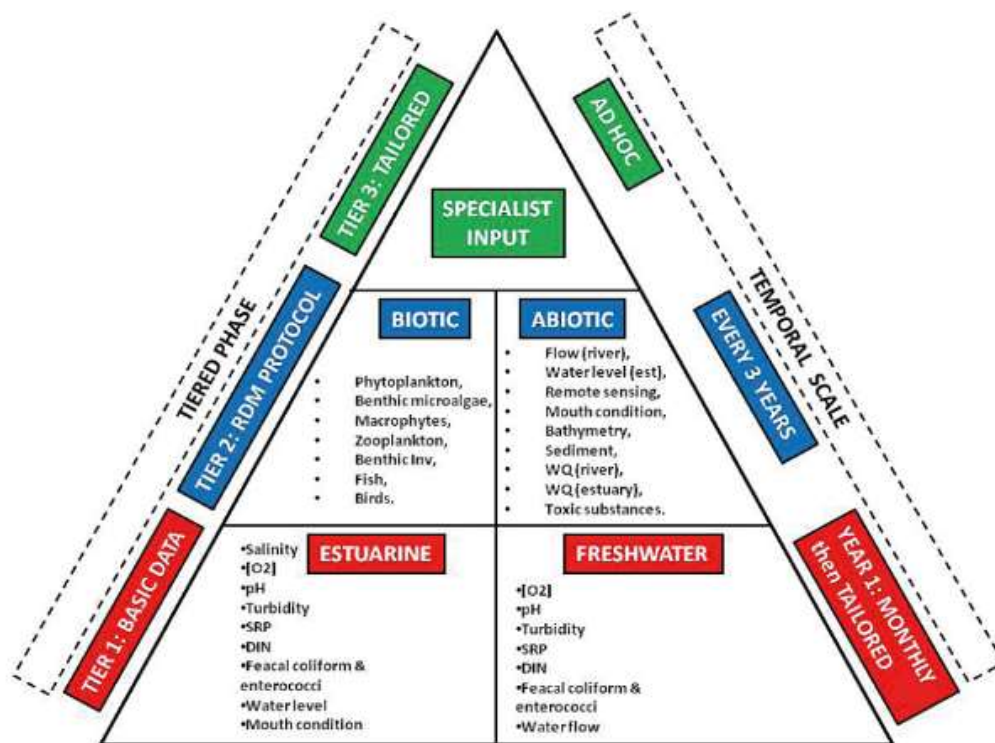 TIERED PHASE
TIER 3: TAILORED
TIER 2: RDM PROTOCOL
TIER 1: BASIC DATA
SPECIALIST
INPUT
BIOTIC
• Phytoplankton,
• Benthic microalgae,
• Macrophytes,
• Zooplankton,
• Benthic Inv,
• Fish,
• Birds.
ABIOTIC
• Flow (river),
• Water level (est),
• Remote sensing,
• Mouth condition,
• Bathymetry,
• Sediment,
• WQ (river),
• WQ (estuary),
• Toxic substances.
ESTUARINE
•Salinity
•[O2]
•pH
•Turbidity
•SRP
•DIN
•Feacal coliform &
enterococci
•Water level
•Mouth condition
FRESHWATER
•[O2]
•pH
•Turbidity
•SRP
•DIN
•Feacal coliform &
enterococci
•Water flow
TEMPORAL SCALE
AD HOC
EVERY 3 YEARS
YEAR 1: MONTHLY
then TAILORED